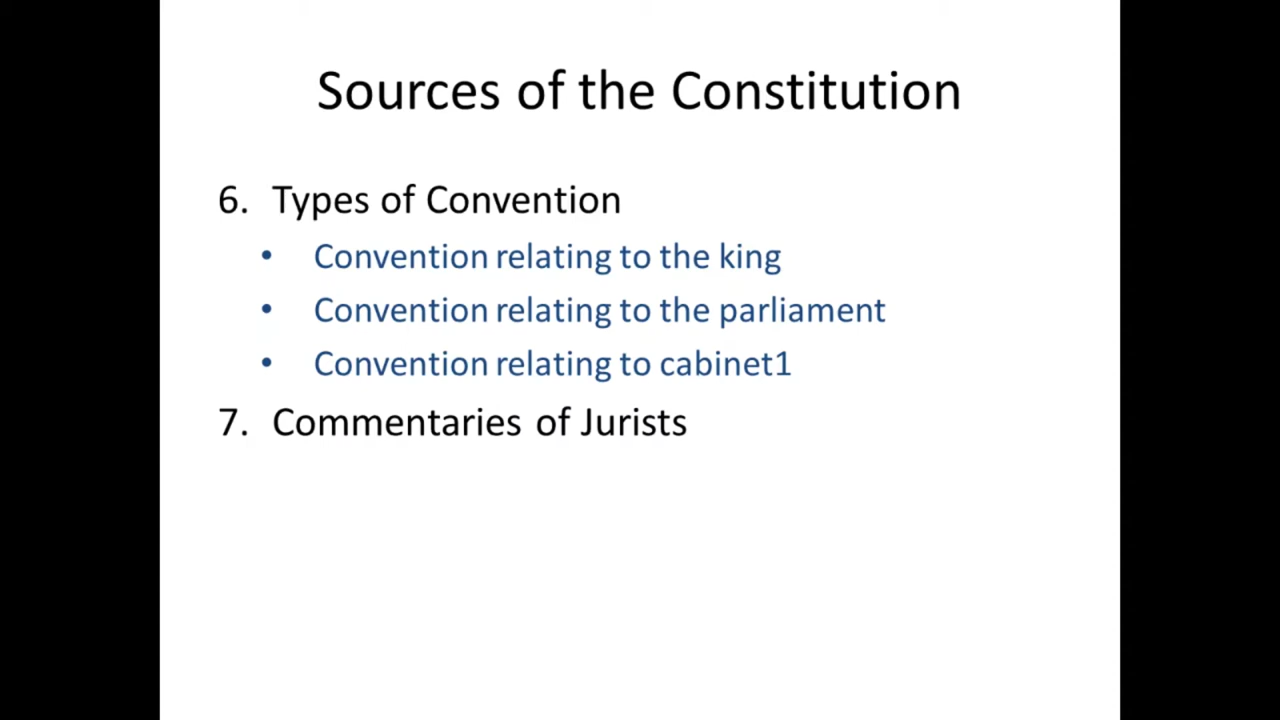 Sources of the Constitution
6. Types of Convention
• Convention relating to the king
• Convention relating to the parliament
• Convention relating to cabinet1
7. Commentaries of Jurists